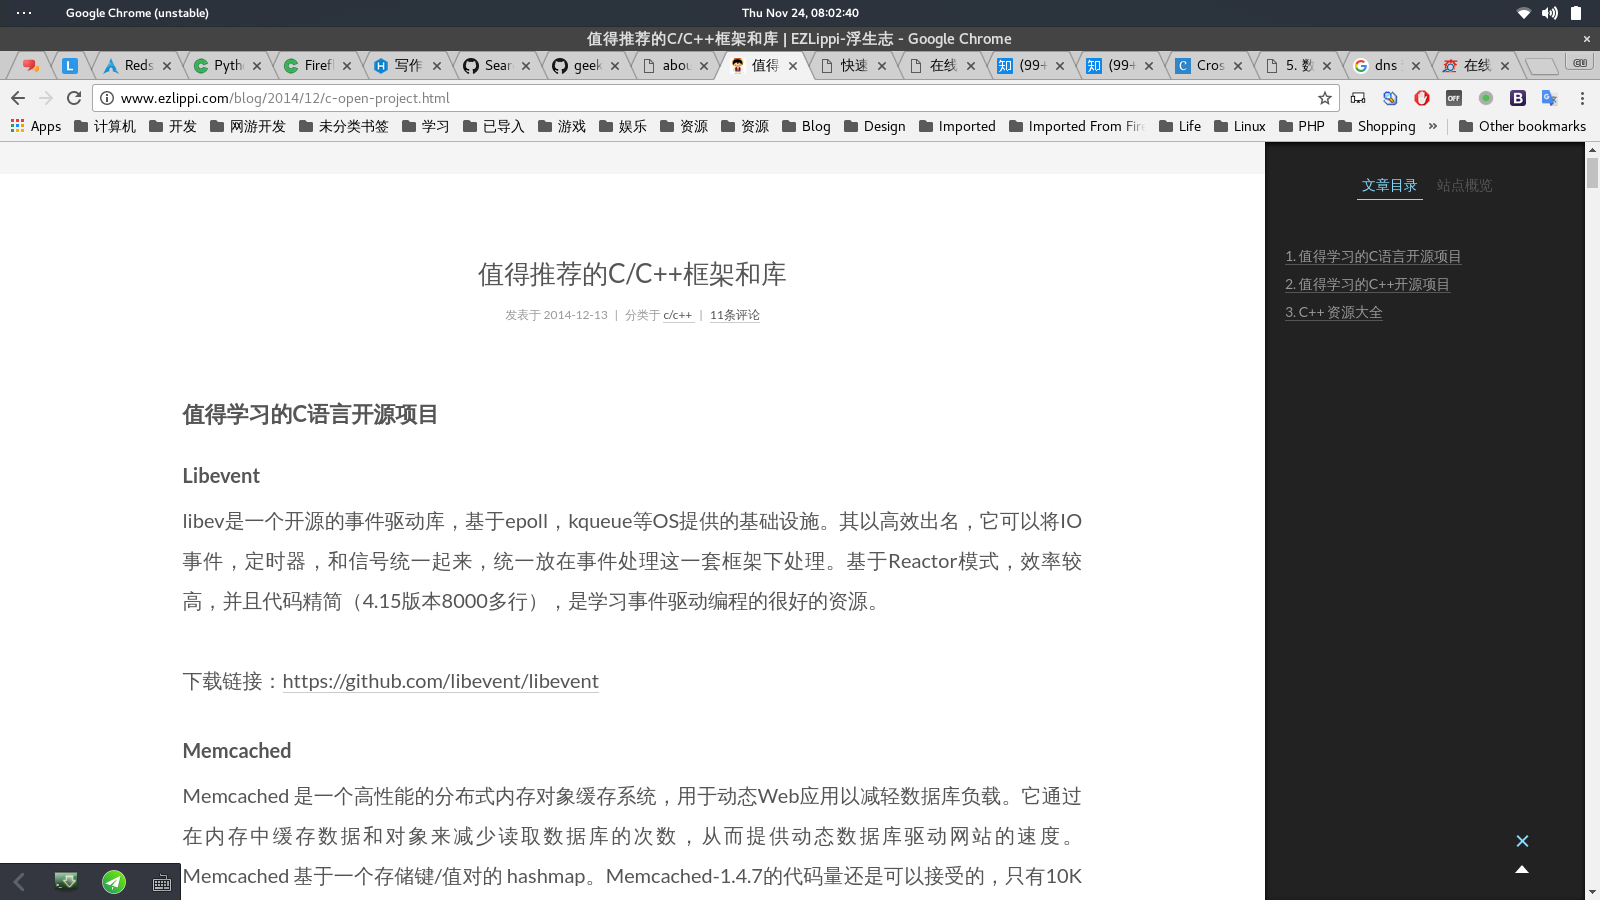 Google Chrome (unstable)
Thu Nov 24, 08:02:40
值得推荐的C/C++框架和库 | EZLippi-浮生志 - Google Chrome
Reds
Pyth
Firefl
写作
Sear
geek
abou
值得
快速
在线
(99+
(99+
Cros
5. 数
dns
在线
www.ezlippi.com/blog/2014/12/c-open-project.html
Apps 计算机 开发 网游开发 未分类书签 学习 已导入 游戏 娱乐 资源 资源 Blog Design Imported Imported From Fire Life Linux PHP Shopping » Other bookmarks
文章目录 站点概览
1. 值得学习的C语言开源项目
2. 值得学习的C++开源项目
3. C++ 资源大全
值得推荐的C/C++框架和库
发表于 2014-12-13 | 分类于 c/c++ | 11条评论
值得学习的C语言开源项目
Libevent
libev是一个开源的事件驱动库，基于epoll，kqueue等OS提供的基础设施。其以高效出名，它可以将IO
事件，定时器，和信号统一起来，统一放在事件处理这一套框架下处理。基于Reactor模式，效率较
高，并且代码精简（4.15版本8000多行），是学习事件驱动编程的很好的资源。
下载链接：https://github.com/libevent/libevent
Memcached
Memcached 是一个高性能的分布式内存对象缓存系统，用于动态Web应用以减轻数据库负载。它通过
在内存中缓存数据和对象来减少读取数据库的次数，从而提供动态数据库驱动网站的速度。
Memcached 基于一个存储键/值对的 hashmap。Memcached-1.4.7的代码量还是可以接受的，只有10K